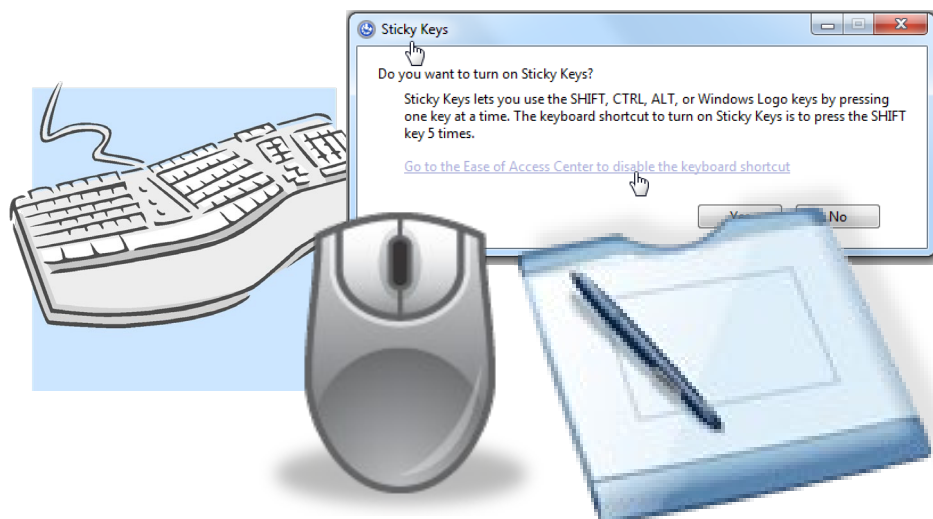 Sticky Keys
Do you want to turn on Sticky Keys?
Sticky Keys lets you use the SHIFT, CTRL, ALT, or Windows Logo keys by pressing
one key at a time. The keyboard shortcut to turn on Sticky Keys is to press the SHIFT
key 5 times.
Go to the Ease of Access Center to disable the keyboard shortcut
Yes No